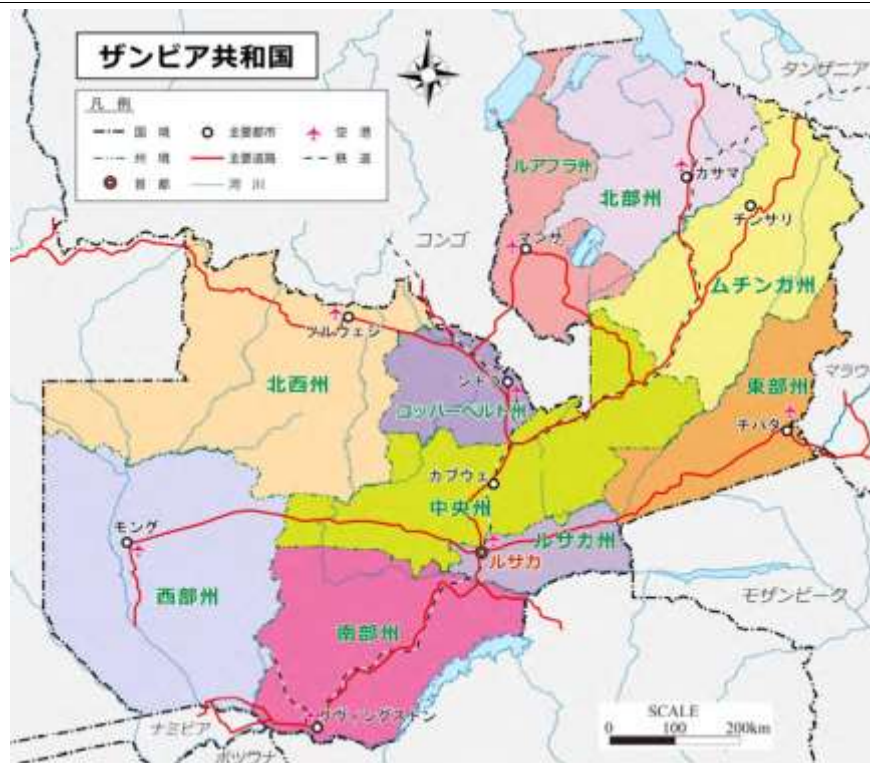 ザンビア共和国
凡例
国境
主要都市
空港
州境
主要道路
鉄道
首都
河川
タンザニア
ルアプラ州
カサマ
北部州
チンサリ
コンゴ
マンサ
ムチンガ州
ソルウェジ
北西州
ンドラ
コッパーベルト州
東部州
マラウイ
チパタ
カブウェ
中央州
モング
ルサカ州
ルサカ
西部州
モザンビーク
南部州
リヴィングストン
ナミビア
ボツワナ
SCALE
0 100 200km